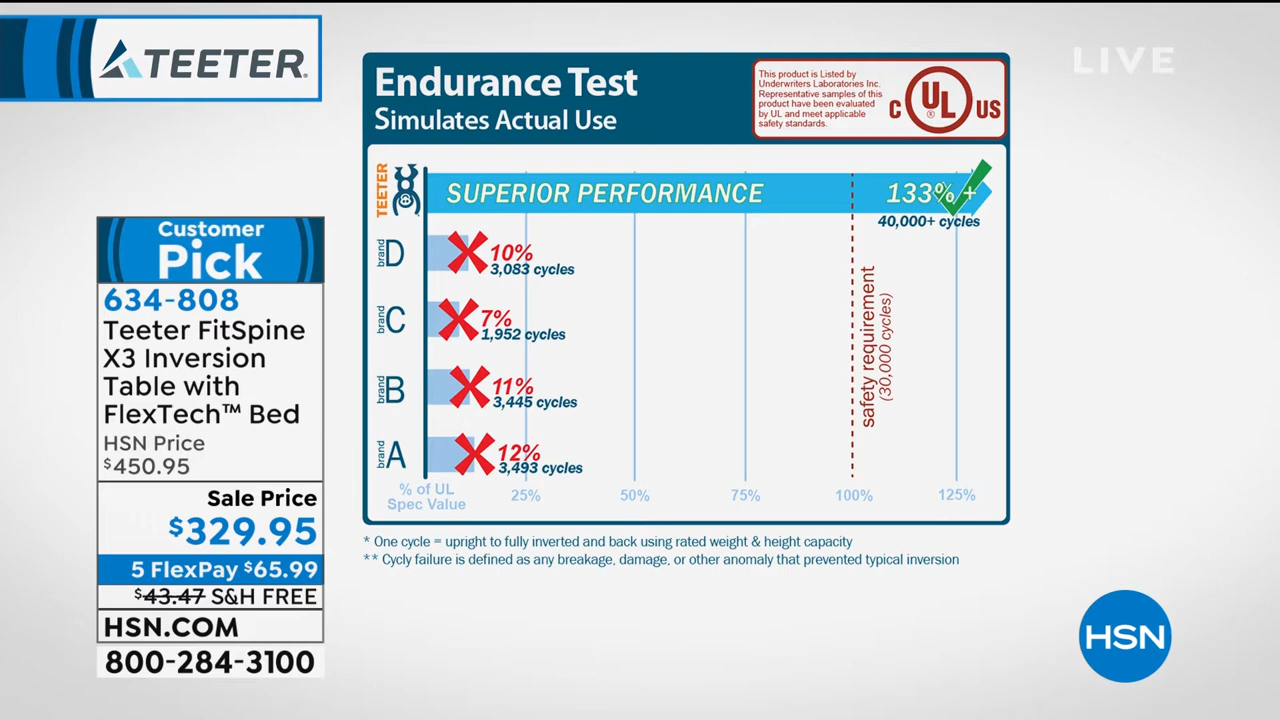 TEETER®
LIVE
Endurance Test
Simulates Actual Use
This product is Listed by
Underwriters Laboratories Inc.
Representative samples of this
product have been evaluated
by UL and meet applicable
safety standards.
C UL® US
TEETER
SUPERIOR PERFORMANCE 133% +
40,000+ cycles
brand D
10%
3,083 cycles
brand C
7%
1,952 cycles
brand B
11%
3,445 cycles
brand A
12%
3,493 cycles
safety requirement
(30,000 cycles)
% of UL
Spec Value
25% 50% 75% 100% 125%
* One cycle = upright to fully inverted and back using rated weight & height capacity
** Cycly failure is defined as any breakage, damage, or other anomaly that prevented typical inversion
Customer
Pick
634-808
Teeter FitSpine
X3 Inversion
Table with
FlexTech™ Bed
HSN Price
$450.95
Sale Price
$329.95
5 FlexPay $65.99
$43.47 S&H FREE
HSN.COM
800-284-3100
HSN